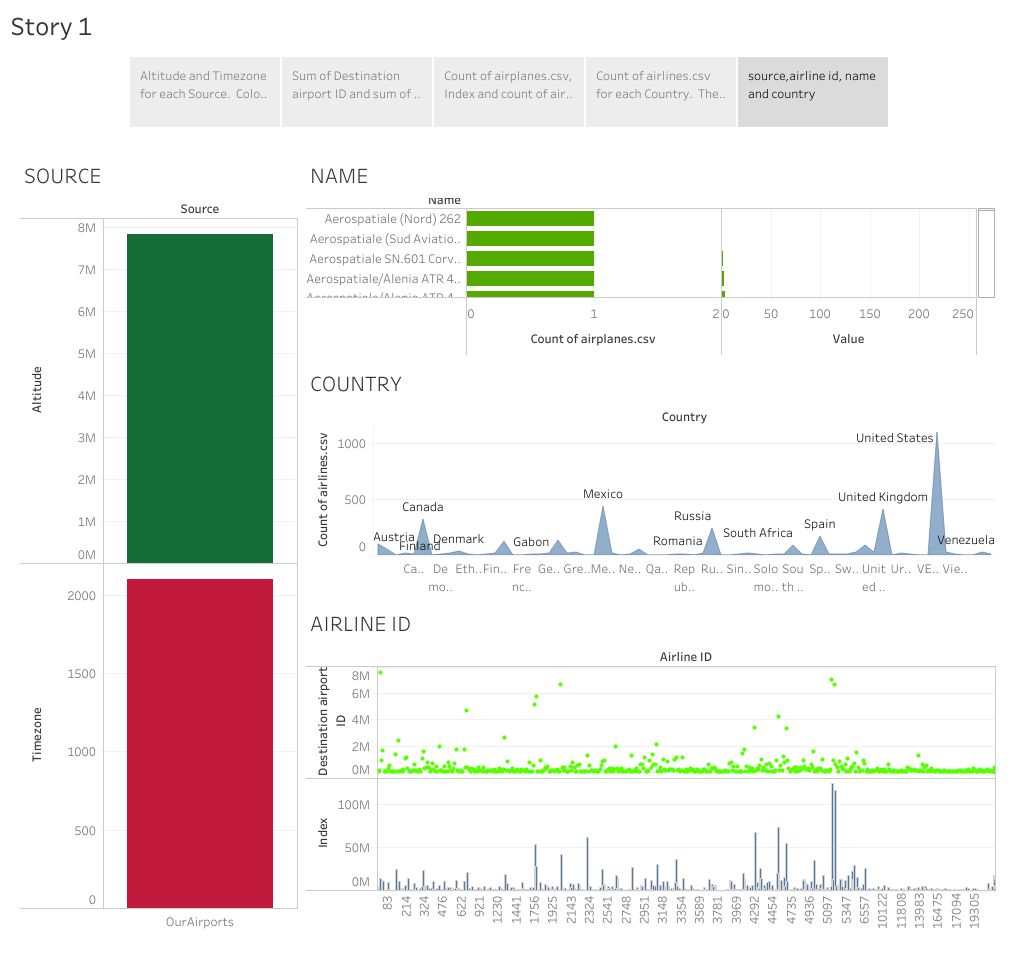 Story 1
Altitude and Timezone
for each Source.  Colo..
Sum of Destination
airport ID and sum of ..
Count of airplanes.csv,
Index and count of air..
Count of airlines.csv
for each Country.  The..
source,airline id, name
and country
SOURCE
Source
8M
7M
6M
5M
4M
3M
2M
1M
0M
Altitude
2000
1500
1000
500
0
Timezone
OurAirports
NAME
Name
Aerospatiale (Nord) 262
Aerospatiale (Sud Aviatio..
Aerospatiale SN.601 Corv..
Aerospatiale/Alenia ATR 4..
Aerospatiale/Alenia ATR 4..
0 1 2 0 50 100 150 200 250
Count of airplanes.csv
Value
COUNTRY
Country
Count of airlines.csv
1000
500
0
United States
Mexico
United Kingdom
Canada
Russia
Spain
Austria
Finland
Denmark
Gabon
Romania
South Africa
Venezuela
Ca.. De Eth.. Fin.. Fre Ge.. Gre.. Me.. Ne.. Qa.. Rep Ru.. Sin.. Solo Sou Sp.. Sw.. Unit Ur.. VE.. Vie..
mo.. nc.. ub.. mo.. th .. ed ..
AIRLINE ID
Airline ID
Destination airport
ID
8M
6M
4M
2M
0M
Index
100M
50M
0M
83 214 324 476 622 921 1230 1441 1756 1925 2143 2324 2541 2748 2951 3148 3354 3589 3781 3969 4292 4454 4735 4936 5097 5347 6557 10122 11808 13983 16475 17094 19305